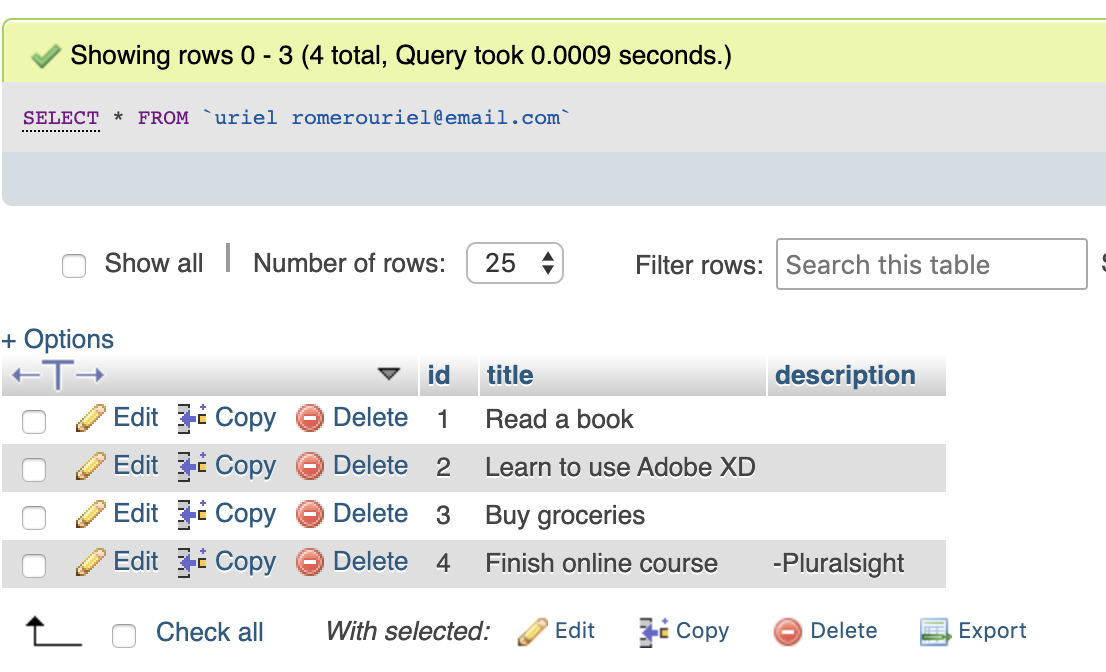 Showing rows 0 - 3 (4 total, Query took 0.0009 seconds.)
SELECT * FROM `uriel romerouriel@email.com`
Show all | Number of rows: 25 Filter rows: Search this table
+ Options
id title description
Edit Copy Delete 1 Read a book
Edit Copy Delete 2 Learn to use Adobe XD
Edit Copy Delete 3 Buy groceries
Edit Copy Delete 4 Finish online course -Pluralsight
Check all With selected: Edit Copy Delete Export